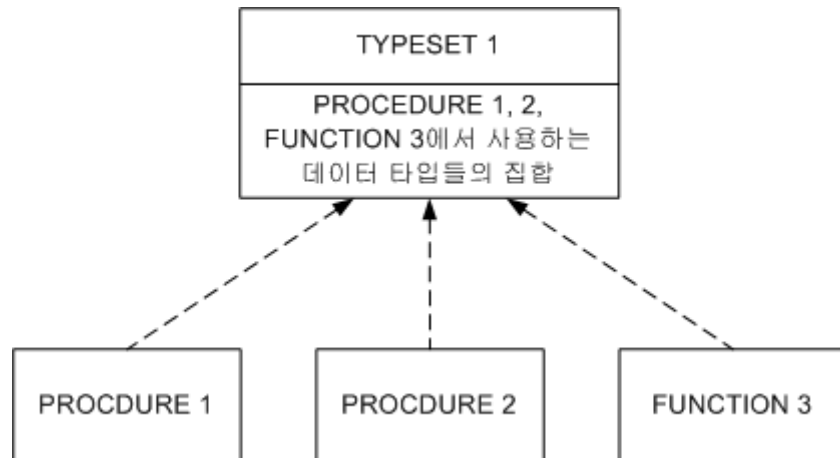 TYPESET 1
PROCEDURE 1, 2,
FUNCTION 3에서 사용하는
데이터 타입들의 집합
PROCDURE 1
PROCDURE 2
FUNCTION 3